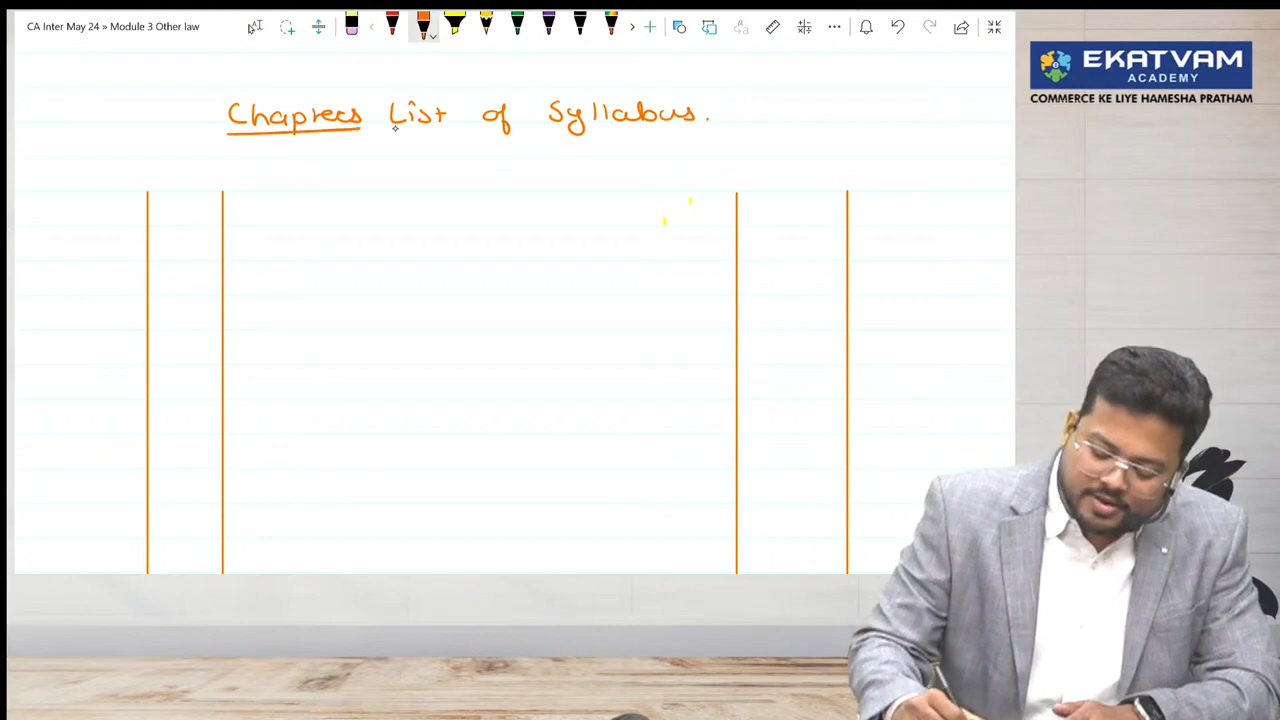 CA Inter May 24 » Module 3 Other law
EKATVAM
ACADEMY
COMMERCE KE LIYE HAMESHA PRATHAM
Chapters List of Syllabus.